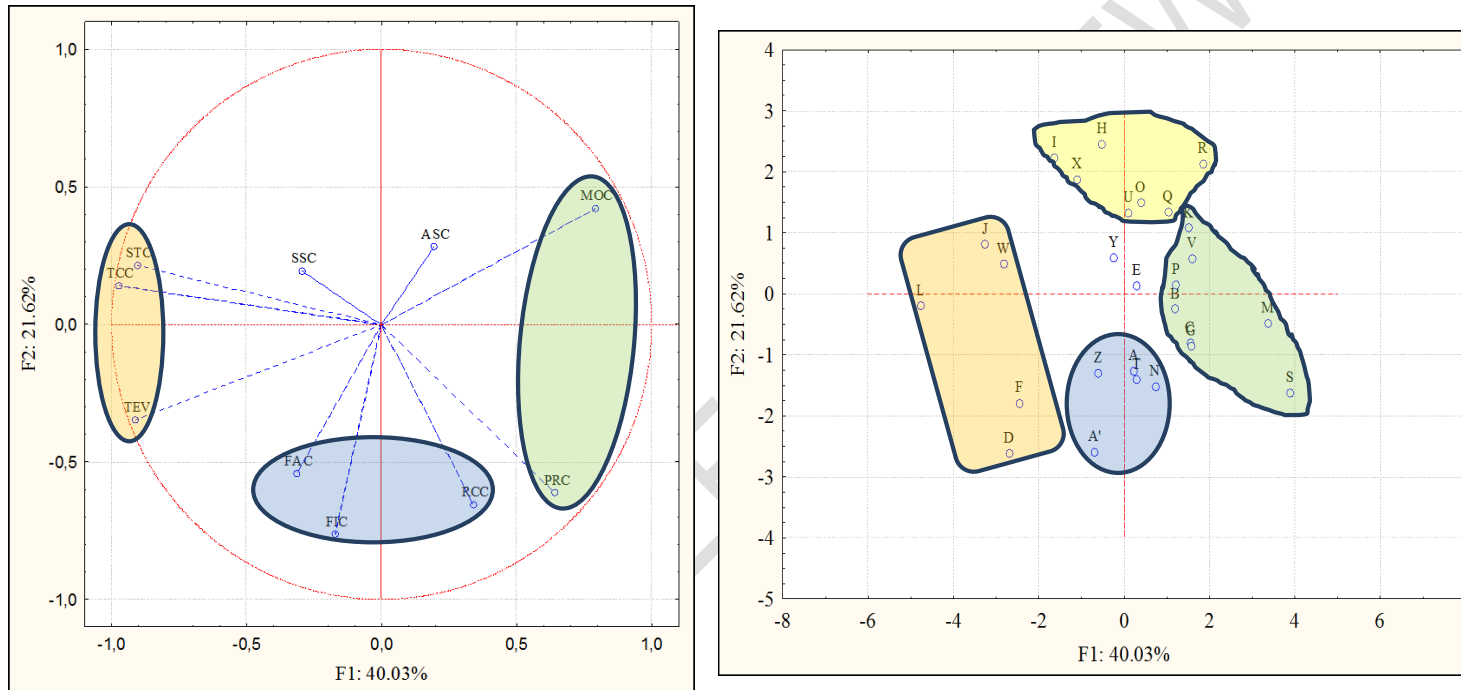 1,0
0,5
0,0
-0,5
-1,0
F2: 21.62%
MOC
ASC
SSC
STC
TCC
TEV
FAC
FIC
RCC
PRC
-1,0 -0,5 0,0 0,5 1,0
F1: 40.03%
4
3
2
1
0
-1
-2
-3
-4
-5
F2: 21.62%
H
I
R
X
O
U
Q
K
J
W
Y
V
E
P
L
B
M
G
Z
A
T
N
S
F
D
A'
-8 -6 -4 -2 0 2 4 6
F1: 40.03%